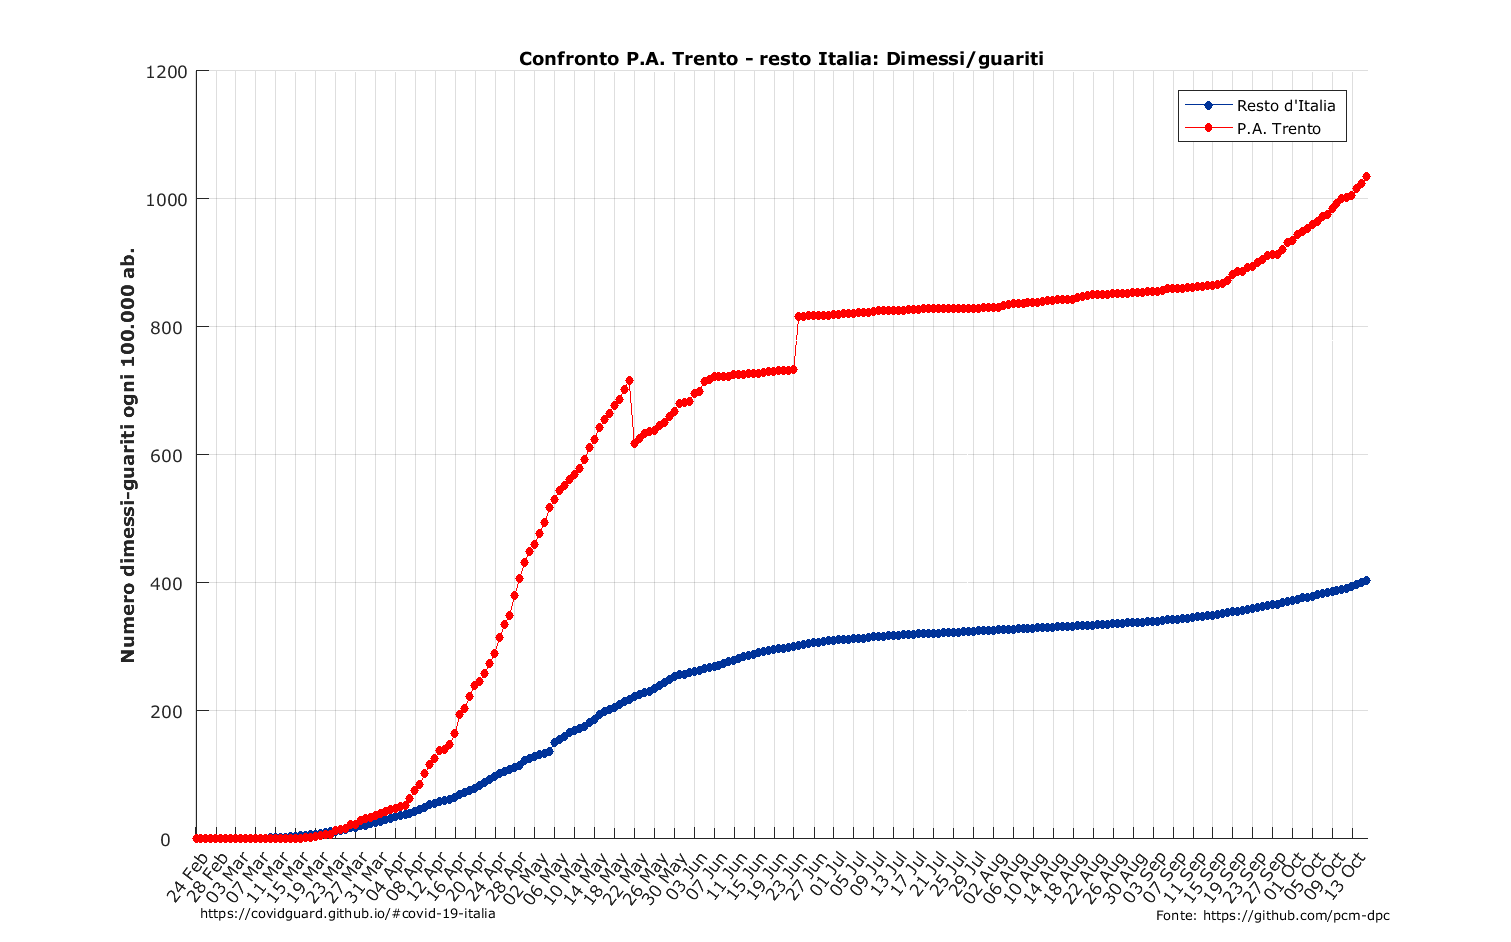 Confronto P.A. Trento - resto Italia: Dimessi/guariti
1200
1000
800
600
400
200
0
Numero dimessi-guariti ogni 100.000 ab.
Resto d'Italia
P.A. Trento
24 Feb
28 Feb
03 Mar
07 Mar
11 Mar
15 Mar
19 Mar
23 Mar
27 Mar
31 Mar
04 Apr
08 Apr
12 Apr
16 Apr
20 Apr
24 Apr
28 Apr
02 May
06 May
10 May
14 May
18 May
22 May
26 May
30 May
03 Jun
07 Jun
11 Jun
15 Jun
19 Jun
23 Jun
27 Jun
01 Jul
05 Jul
09 Jul
13 Jul
17 Jul
21 Jul
25 Jul
29 Jul
02 Aug
06 Aug
10 Aug
14 Aug
18 Aug
22 Aug
26 Aug
30 Aug
03 Sep
07 Sep
11 Sep
15 Sep
19 Sep
23 Sep
27 Sep
01 Oct
05 Oct
09 Oct
13 Oct
https://covidguard.github.io/#covid-19-italia
Fonte: https://github.com/pcm-dpc